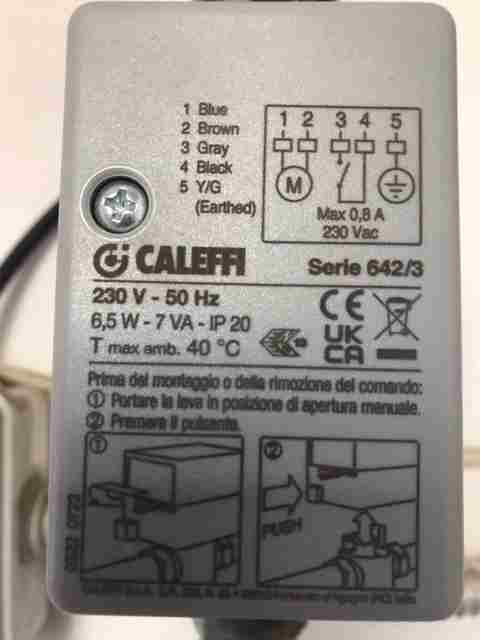 1 Blue
2 Brown
3 Gray
4 Black
5 Y/G
(Earthed)
1 2 3 4 5
M
Max 0,8 A
230 Vac
CALEFFI
Serie 642/3
230 V - 50 Hz
6,5 W - 7 VA - IP 20
T max amb. 40 °C
CE
UK
CA
Prima del montaggio o della rimozione del comando:
① Portare la leva in posizione di apertura manuale.
② Premere il pulsante.
①
②
PUSH